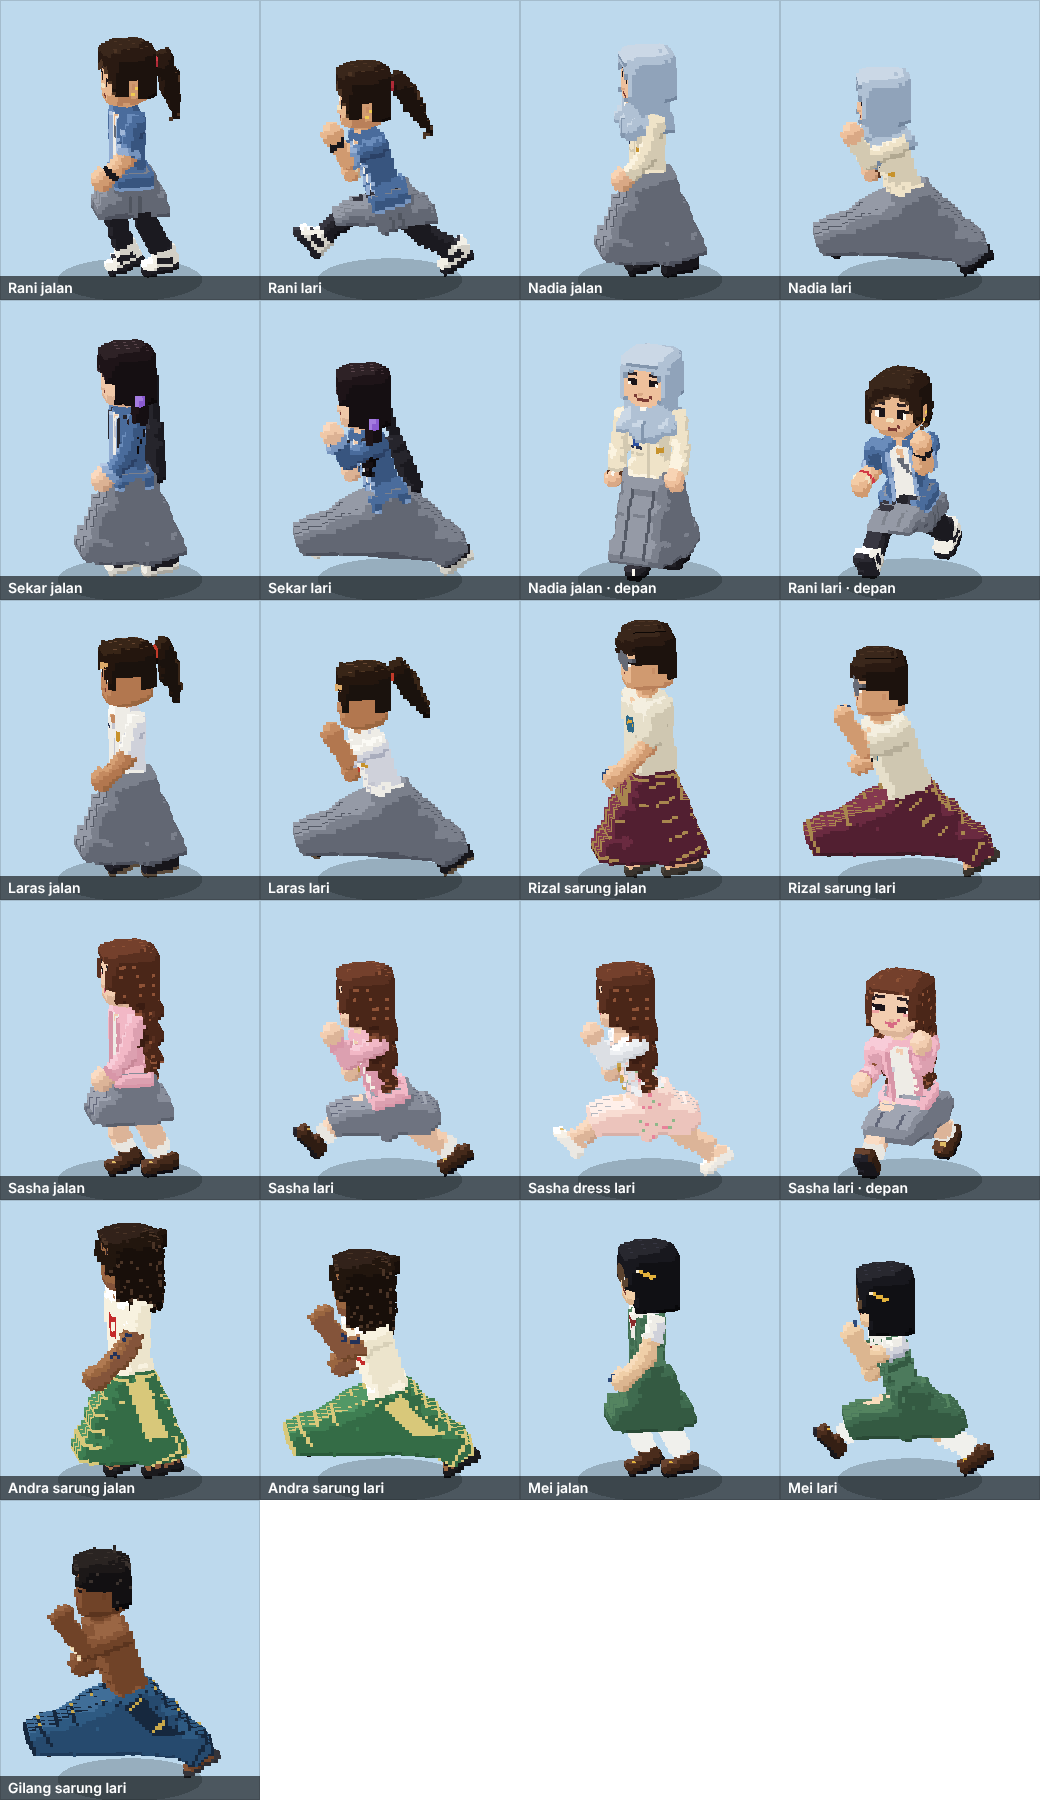 Rani jalan
Rani lari
Nadia jalan
Nadia lari
Sekar jalan
Sekar lari
Nadia jalan · depan
Rani lari · depan
Laras jalan
Laras lari
Rizal sarung jalan
Rizal sarung lari
Sasha jalan
Sasha lari
Sasha dress lari
Sasha lari · depan
Andra sarung jalan
Andra sarung lari
Mei jalan
Mei lari
Gilang sarung lari